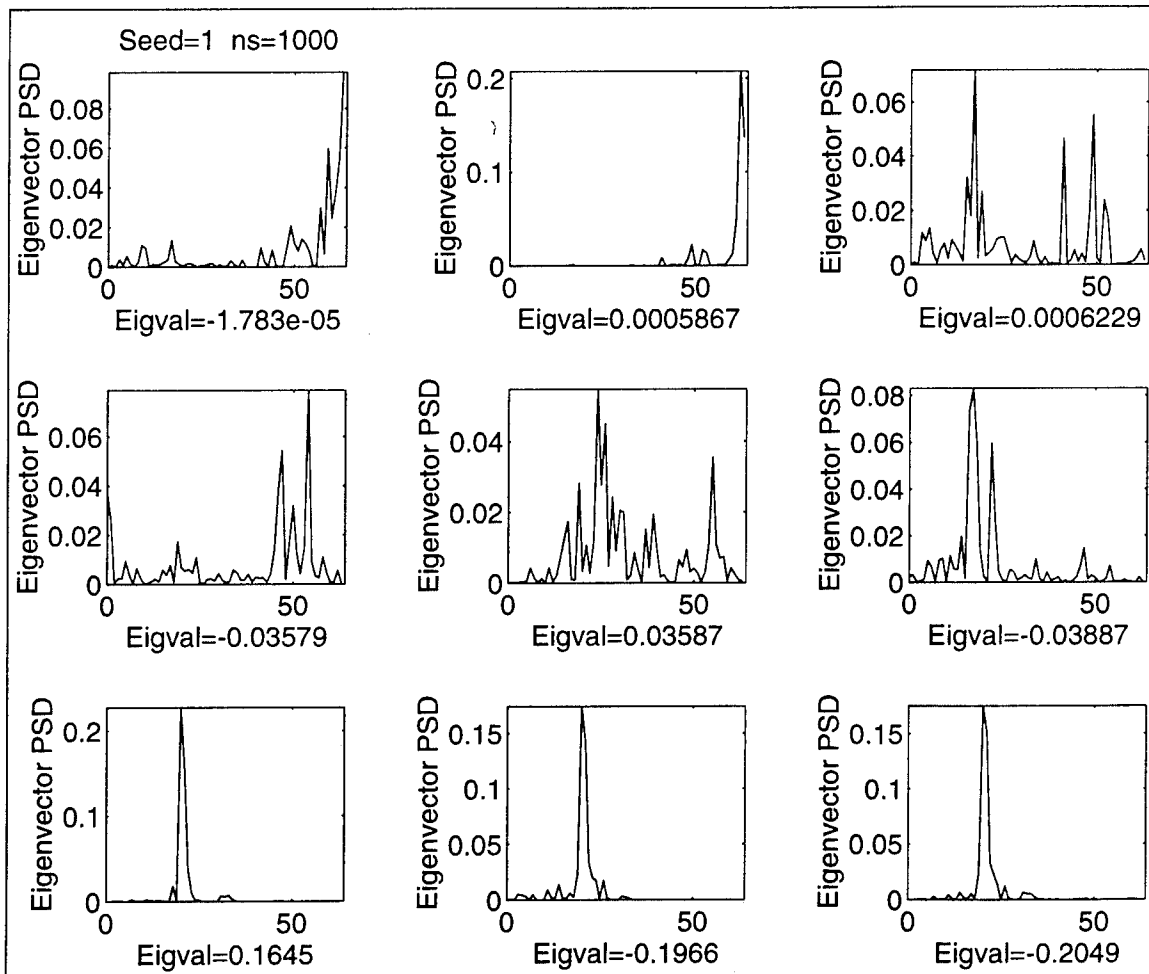 Seed=1 ns=1000
Eigenvector PSD
0.08
0.06
0.04
0.02
0
0 50
Eigval=-1.783e-05
Eigenvector PSD
0.2
0.1
0
0 50
Eigval=0.0005867
Eigenvector PSD
0.06
0.04
0.02
0
0 50
Eigval=0.0006229
Eigenvector PSD
0.06
0.04
0.02
0
0 50
Eigval=-0.03579
Eigenvector PSD
0.04
0.02
0
0 50
Eigval=0.03587
Eigenvector PSD
0.08
0.06
0.04
0.02
0
0 50
Eigval=-0.03887
Eigenvector PSD
0.2
0.1
0
0 50
Eigval=0.1645
Eigenvector PSD
0.15
0.1
0.05
0
0 50
Eigval=-0.1966
Eigenvector PSD
0.15
0.1
0.05
0
0 50
Eigval=-0.2049